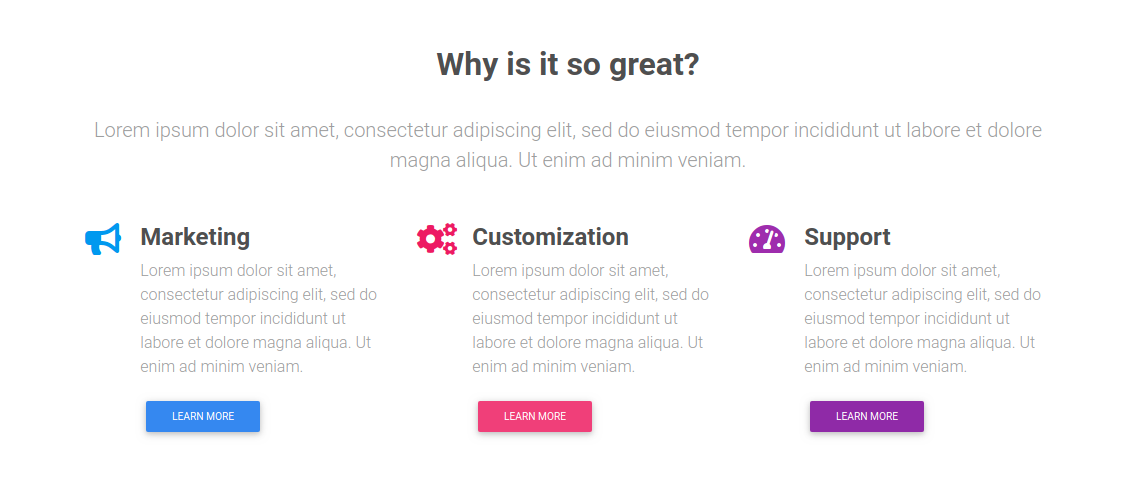 Why is it so great?
Lorem ipsum dolor sit amet, consectetur adipiscing elit, sed do eiusmod tempor incididunt ut labore et dolore
magna aliqua. Ut enim ad minim veniam.
Marketing
Lorem ipsum dolor sit amet,
consectetur adipiscing elit, sed do
eiusmod tempor incididunt ut
labore et dolore magna aliqua. Ut
enim ad minim veniam.
LEARN MORE
Customization
Lorem ipsum dolor sit amet,
consectetur adipiscing elit, sed do
eiusmod tempor incididunt ut
labore et dolore magna aliqua. Ut
enim ad minim veniam.
LEARN MORE
Support
Lorem ipsum dolor sit amet,
consectetur adipiscing elit, sed do
eiusmod tempor incididunt ut
labore et dolore magna aliqua. Ut
enim ad minim veniam.
LEARN MORE